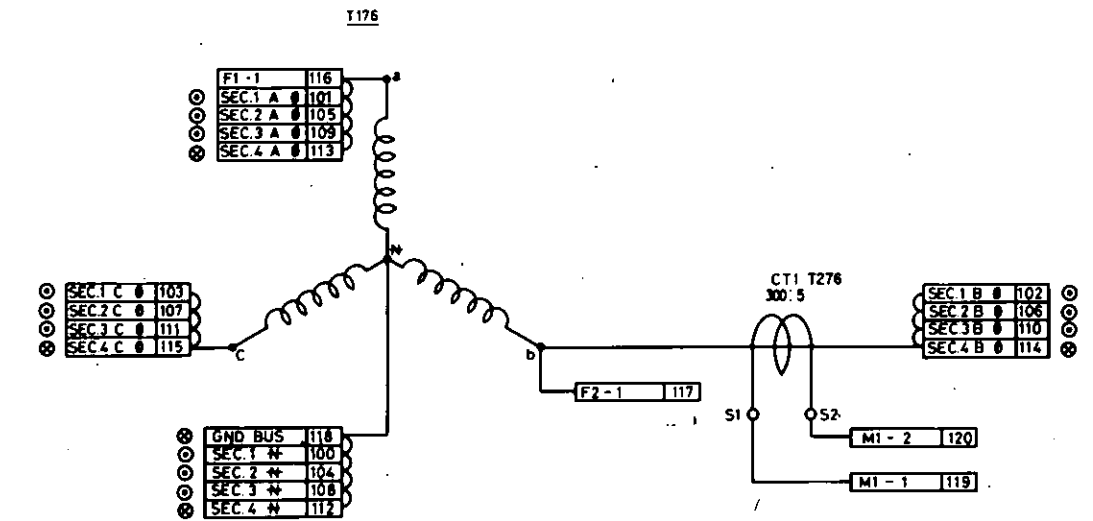 T176
F1-1 116
SEC.1 A Ø 101
SEC.2 A Ø 105
SEC.3 A Ø 109
SEC.4 A Ø 113
a
N
SEC.1 C Ø 103
SEC.2 C Ø 107
SEC.3 C Ø 111
SEC.4 C Ø 115
C
b
CT1 T276
300:5
SEC.1 B Ø 102
SEC.2 B Ø 106
SEC.3 B Ø 110
SEC.4 B Ø 114
F2-1 117
S1
S2
M1-2 120
M1-1 119
GND BUS 118
SEC.1 N 100
SEC.2 N 104
SEC.3 N 108
SEC.4 N 112